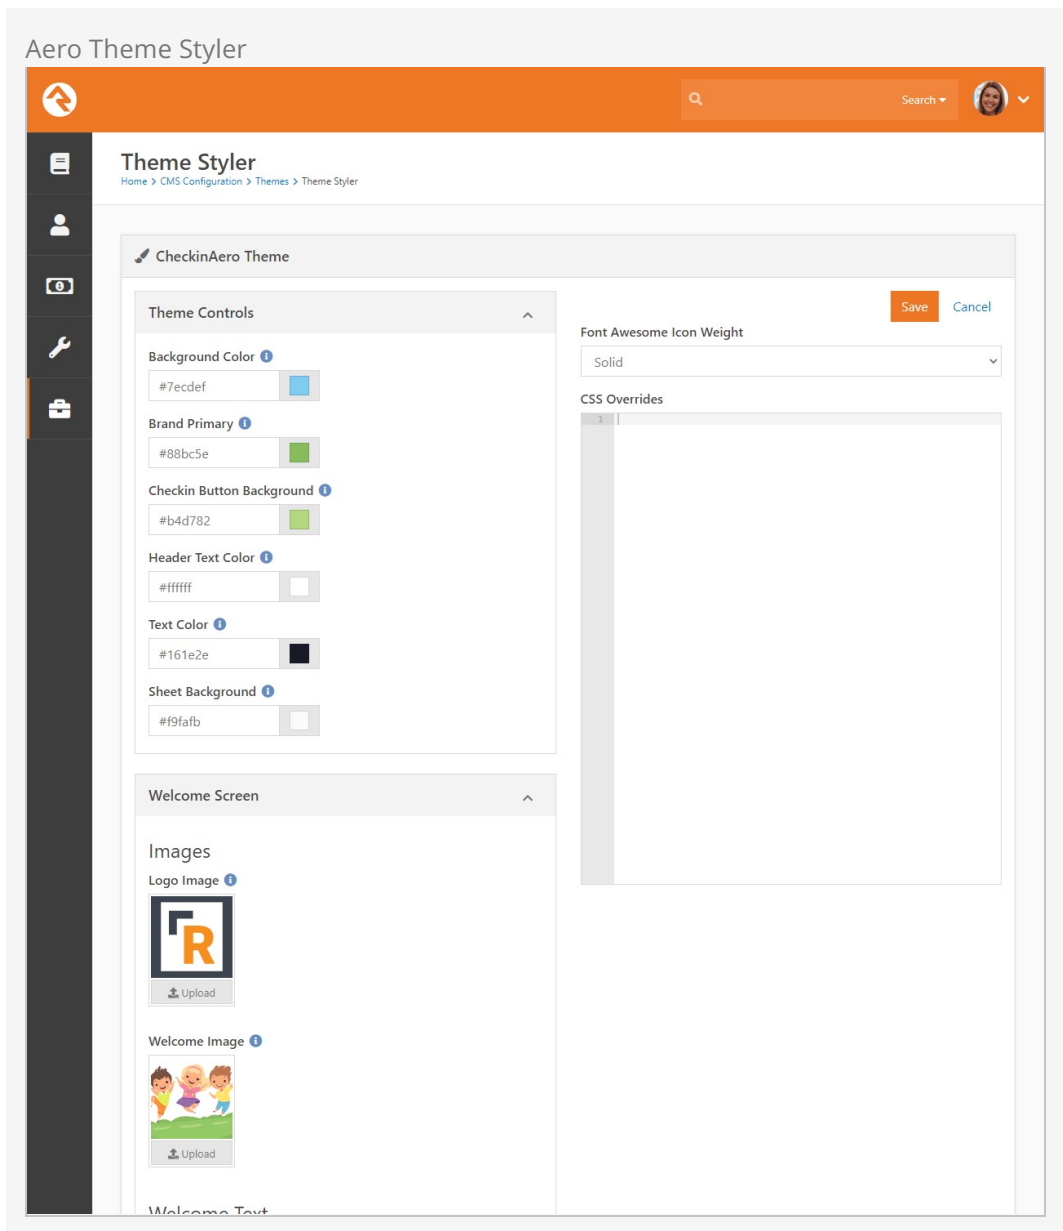 Aero Theme Styler
Search
Theme Styler
Home > CMS Configuration > Themes > Theme Styler
CheckinAero Theme
Theme Controls
Background Color
#7ecdef
Brand Primary
#88bc5e
Checkin Button Background
#b4d782
Header Text Color
#ffffff
Text Color
#161e2e
Sheet Background
#f9fafb
Save Cancel
Font Awesome Icon Weight
Solid
CSS Overrides
1
Welcome Screen
Images
Logo Image
R
Upload
Welcome Image
Upload
Welcome Text